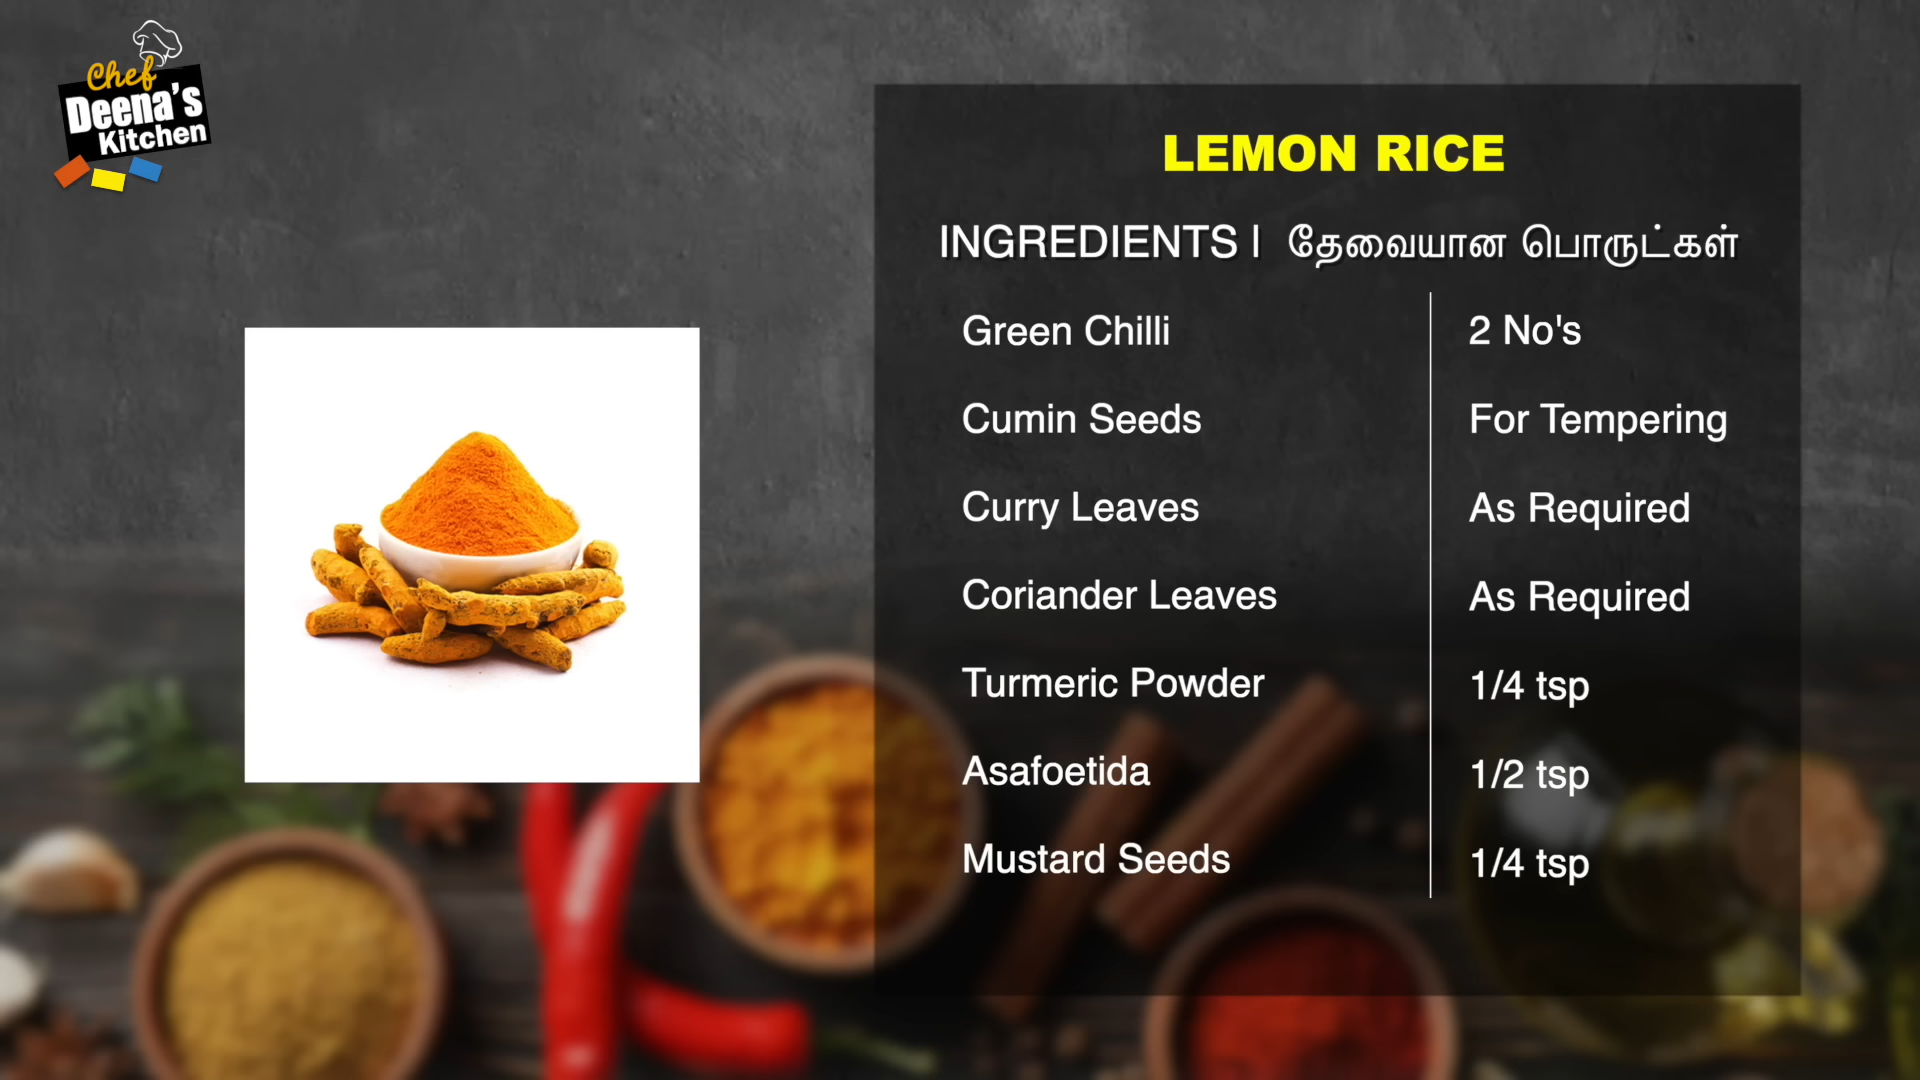 Chef
Deena's
Kitchen
LEMON RICE
INGREDIENTS | தேவையான பொருட்கள்
Green Chilli 2 No's
Cumin Seeds For Tempering
Curry Leaves As Required
Coriander Leaves As Required
Turmeric Powder 1/4 tsp
Asafoetida 1/2 tsp
Mustard Seeds 1/4 tsp